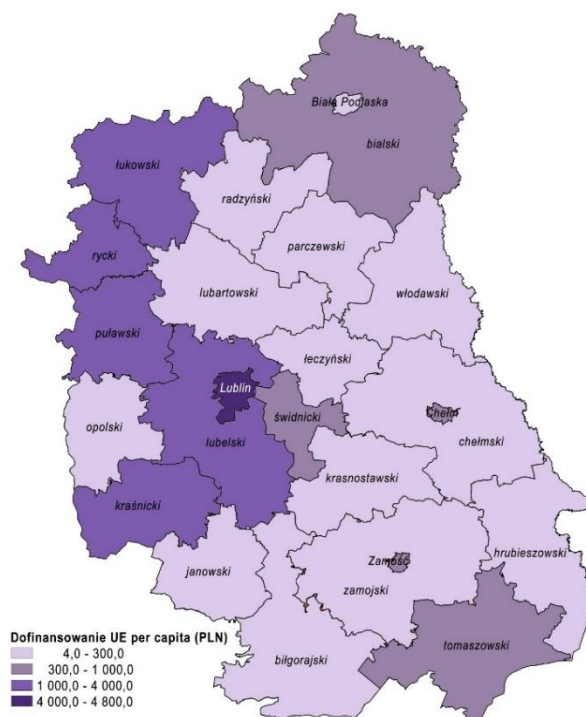 Biała Podlaska
bialski
łukowski
radzyński
parczewski
rycki
lubartowski
włodawski
puławski
łęczyński
Lublin
świdnicki
Chełm
opolski
lubelski
chełmski
krasnostawski
kraśnicki
hrubieszowski
Zamość
janowski
zamojski
tomaszowski
biłgorajski
Dofinansowanie UE per capita (PLN)
4,0 - 300,0
300,0 - 1 000,0
1 000,0 - 4 000,0
4 000,0 - 4 800,0